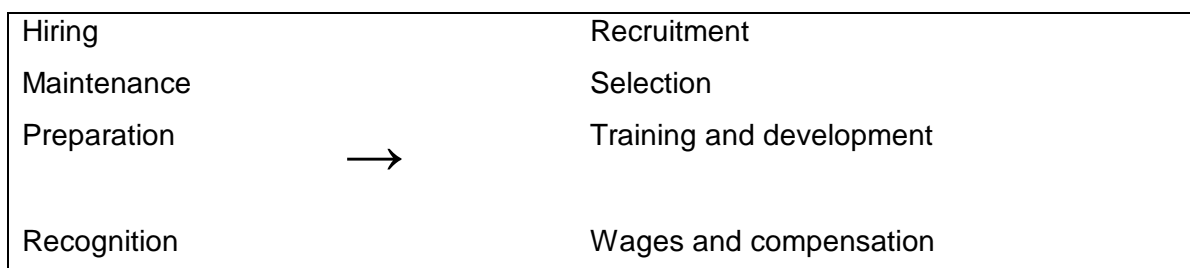 Hiring Recruitment
Maintenance Selection
Preparation → Training and development
Recognition Wages and compensation